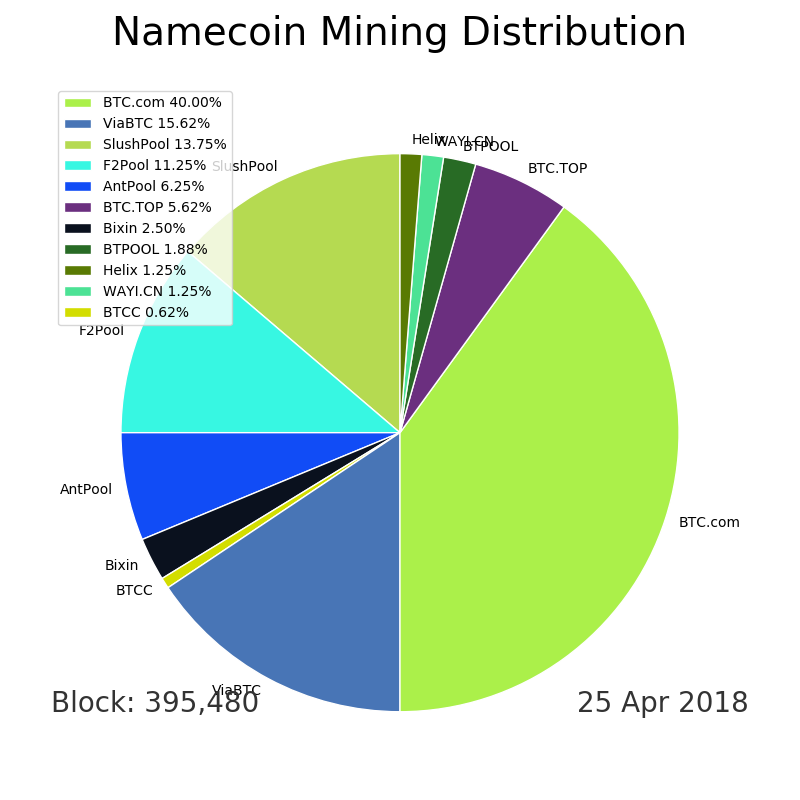 Namecoin Mining Distribution
BTC.com 40.00%
ViaBTC 15.62%
SlushPool 13.75%
F2Pool 11.25%
AntPool 6.25%
BTC.TOP 5.62%
Bixin 2.50%
BTPOOL 1.88%
Helix 1.25%
WAYI.CN 1.25%
BTCC 0.62%
Helix
WAYI.CN
BTPOOL
BTC.TOP
SlushPool
F2Pool
AntPool
BTC.com
Bixin
BTCC
ViaBTC
Block: 395,480
25 Apr 2018